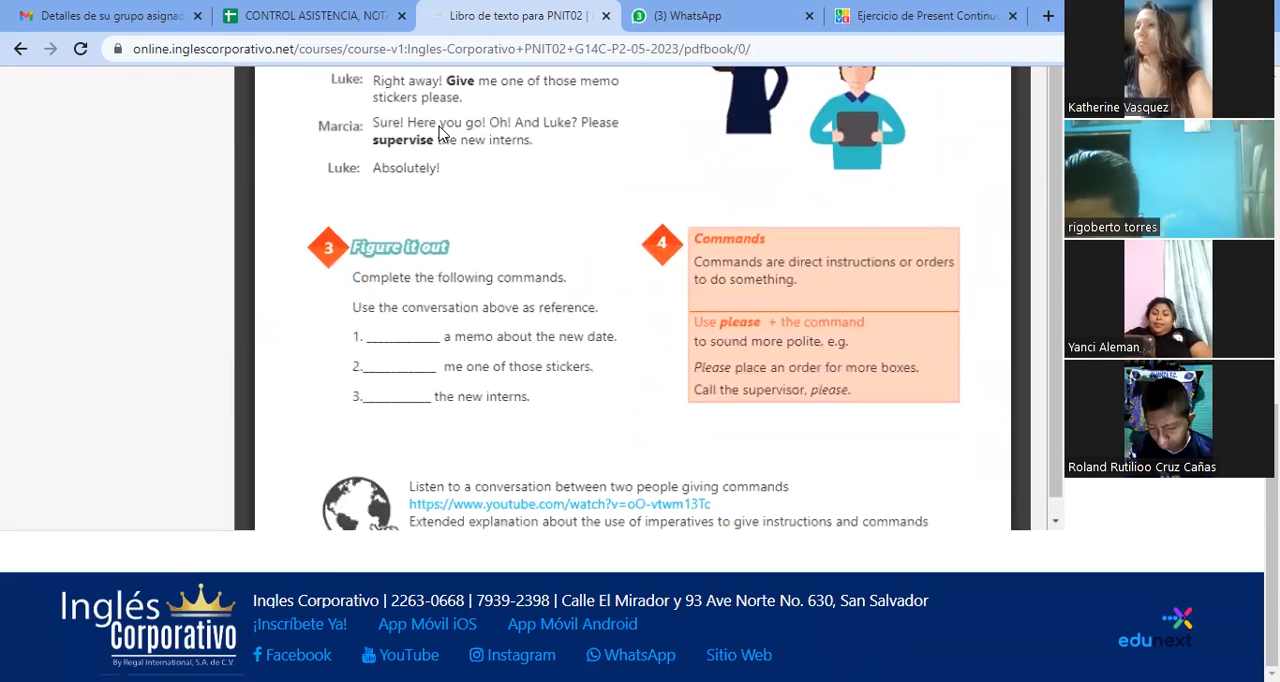 Detalles de su grupo asignad
CONTROL ASISTENCIA, NOT
Libro de texto para PNIT02 |
(3) WhatsApp
Ejercicio de Present Continu
online.inglescorporativo.net/courses/course-v1:Ingles-Corporativo+PNIT02+G14C-P2-05-2023/pdfbook/0/
Luke: Right away! Give me one of those memo
stickers please.
Marcia: Sure! Here you go! Oh! And Luke? Please
supervise the new interns.
Luke: Absolutely!
3 Figure it out
Complete the following commands.
Use the conversation above as reference.
1. ___________ a memo about the new date.
2.____________ me one of those stickers.
3.___________ the new interns.
4 Commands
Commands are direct instructions or orders
to do something.
Use please + the command
to sound more polite, e.g.
Please place an order for more boxes.
Call the supervisor, please.
Listen to a conversation between two people giving commands
https://www.youtube.com/watch?v=oO-vtwm13Tc
Extended explanation about the use of imperatives to give instructions and commands
Katherine Vasquez
rigoberto torres
Yanci Aleman
Roland Rutilioo Cruz Cañas
Inglés
Corporativo
By Regal International, S.A. de C.V.
Ingles Corporativo | 2263-0668 | 7939-2398 | Calle El Mirador y 93 Ave Norte No. 630, San Salvador
¡Inscríbete Ya! App Móvil iOS App Móvil Android
Facebook YouTube Instagram WhatsApp Sitio Web
edunext